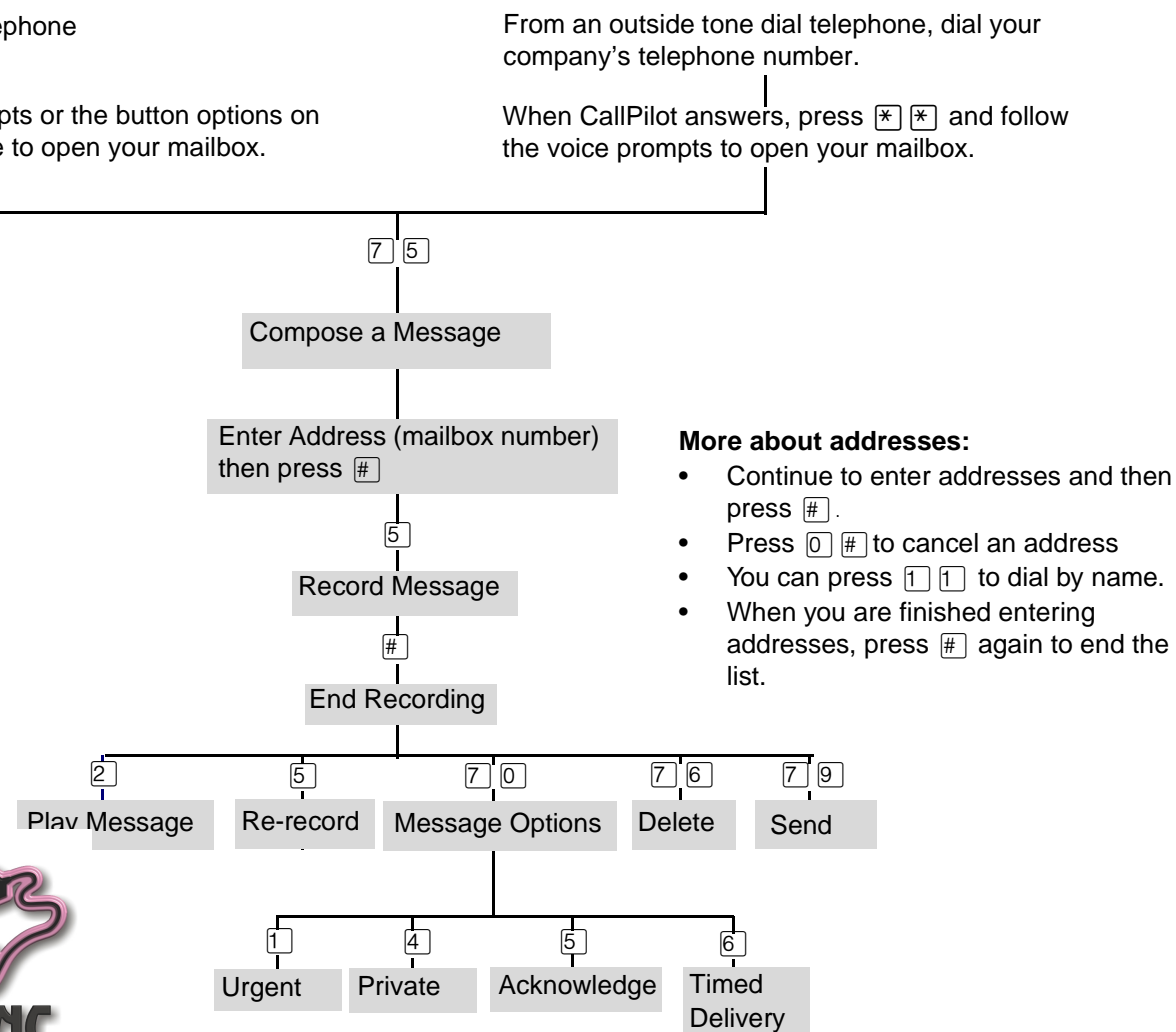 ephone
pts or the button options on
e to open your mailbox.
From an outside tone dial telephone, dial your
company's telephone number.
When CallPilot answers, press * * and follow
the voice prompts to open your mailbox.
7 5
Compose a Message
Enter Address (mailbox number)
then press #
5
Record Message
#
End Recording
More about addresses:
• Continue to enter addresses and then
press # .
• Press 0 # to cancel an address
• You can press 1 1 to dial by name.
• When you are finished entering
addresses, press # again to end the
list.
2 5 7 0 7 6 7 9
Play Message Re-record Message Options Delete Send
1 4 5 6
Urgent Private Acknowledge Timed
Delivery